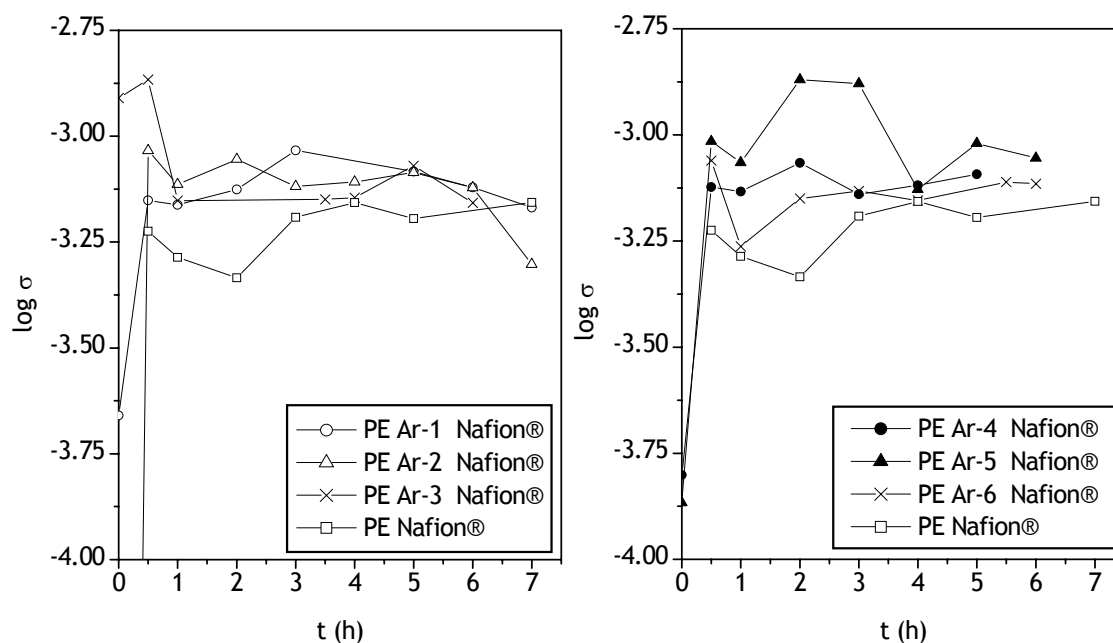 -2.75
-3.00
-3.25
-3.50
-3.75
-4.00
log σ
0 1 2 3 4 5 6 7
t (h)
PE Ar-1 Nafion®
PE Ar-2 Nafion®
PE Ar-3 Nafion®
PE Nafion®
-2.75
-3.00
-3.25
-3.50
-3.75
-4.00
log σ
0 1 2 3 4 5 6 7
t (h)
PE Ar-4 Nafion®
PE Ar-5 Nafion®
PE Ar-6 Nafion®
PE Nafion®